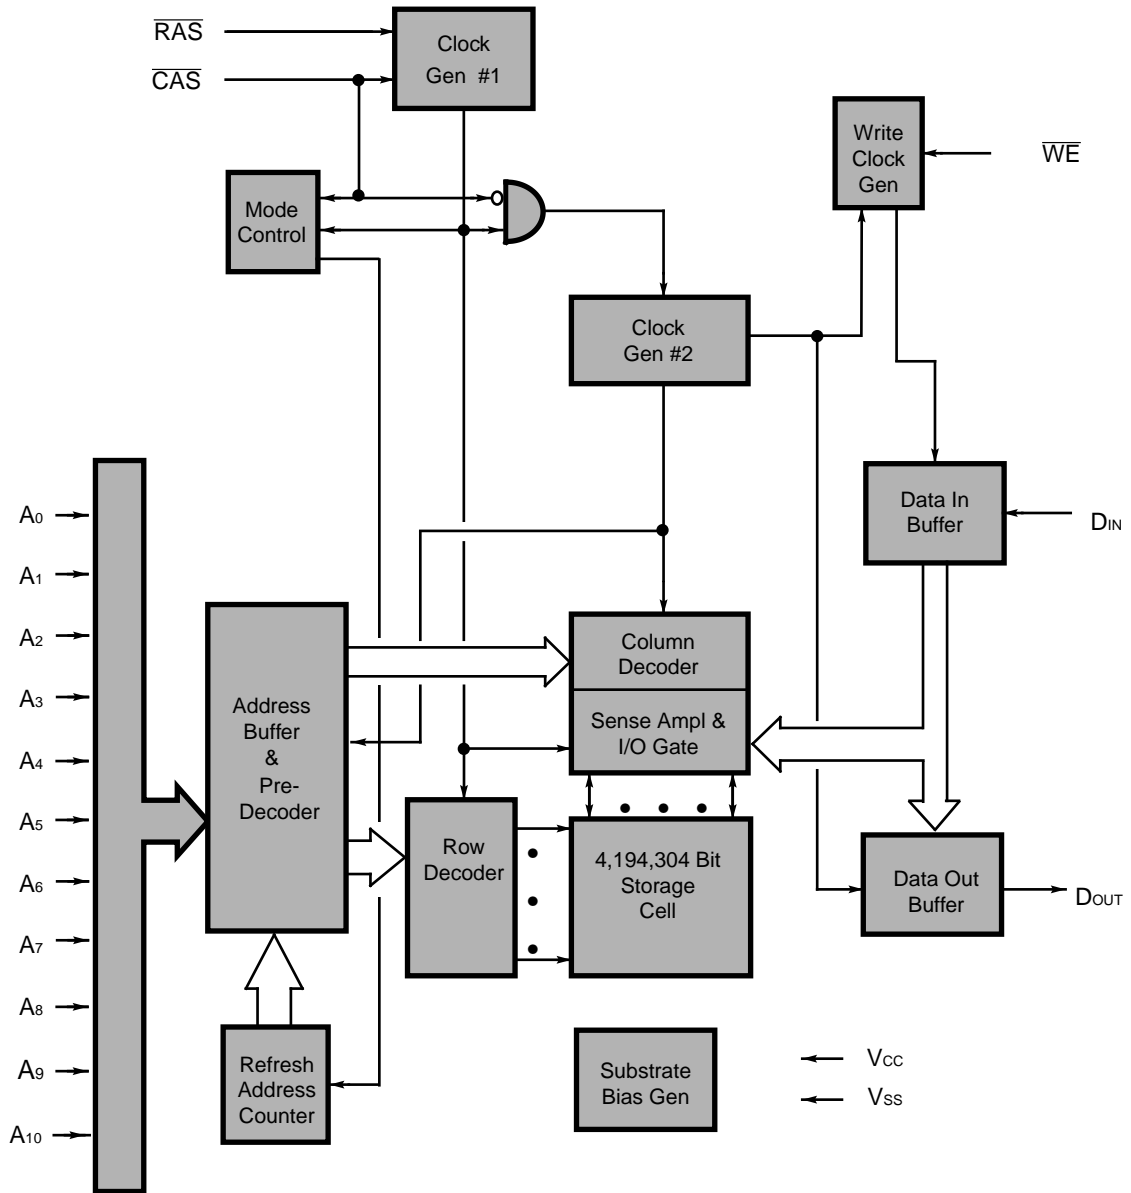 RAS
CAS
Clock
Gen #1
Write
Clock
Gen
WE
Mode
Control
Clock
Gen #2
Data In
Buffer
DIN
A0
A1
A2
A3
A4
A5
A6
A7
A8
A9
A10
Address
Buffer
&
Pre-
Decoder
Column
Decoder
Sense Ampl &
I/O Gate
Row
Decoder
4,194,304 Bit
Storage
Cell
Data Out
Buffer
DOUT
Refresh
Address
Counter
Substrate
Bias Gen
VCC
VSS